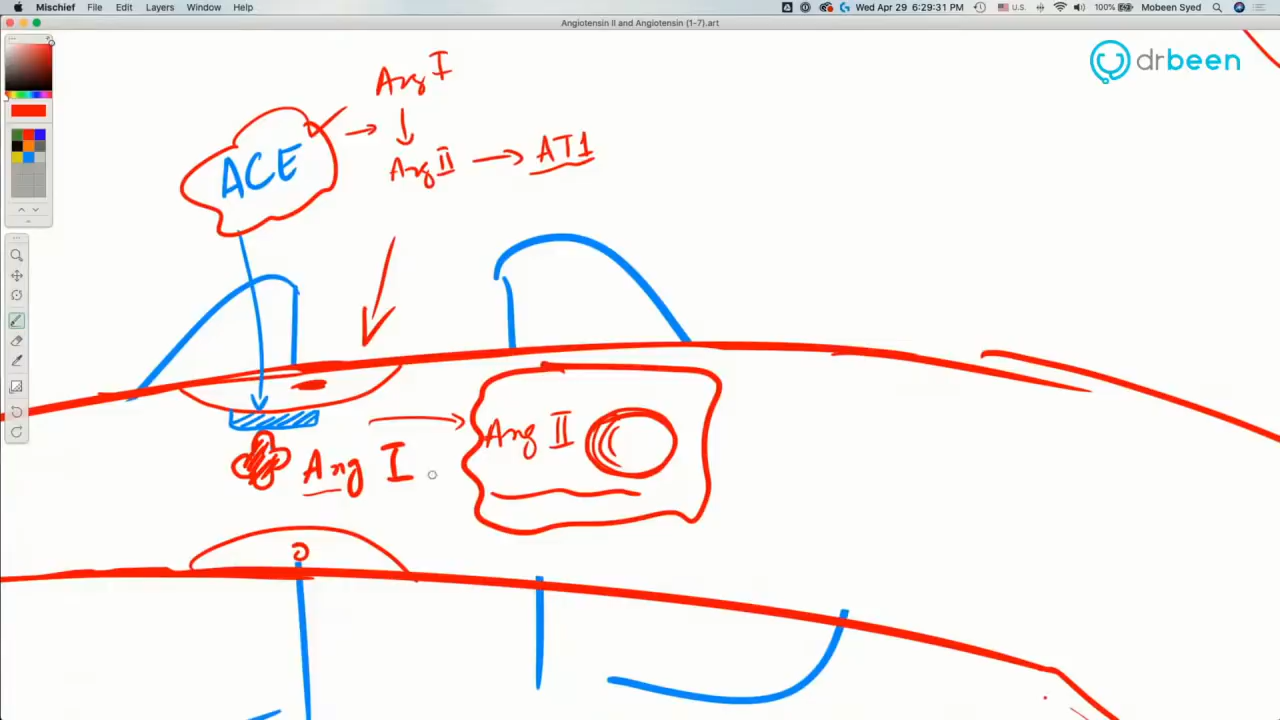 Mischief File Edit Layers Window Help 100% Wed Apr 29 6:29:31 PM U.S. Mobeen Syed
Angiotensin II and Angiotensin (1-7).art
drbeen
Ang I
ACE
Ang II → AT1
Ang II
Ang I